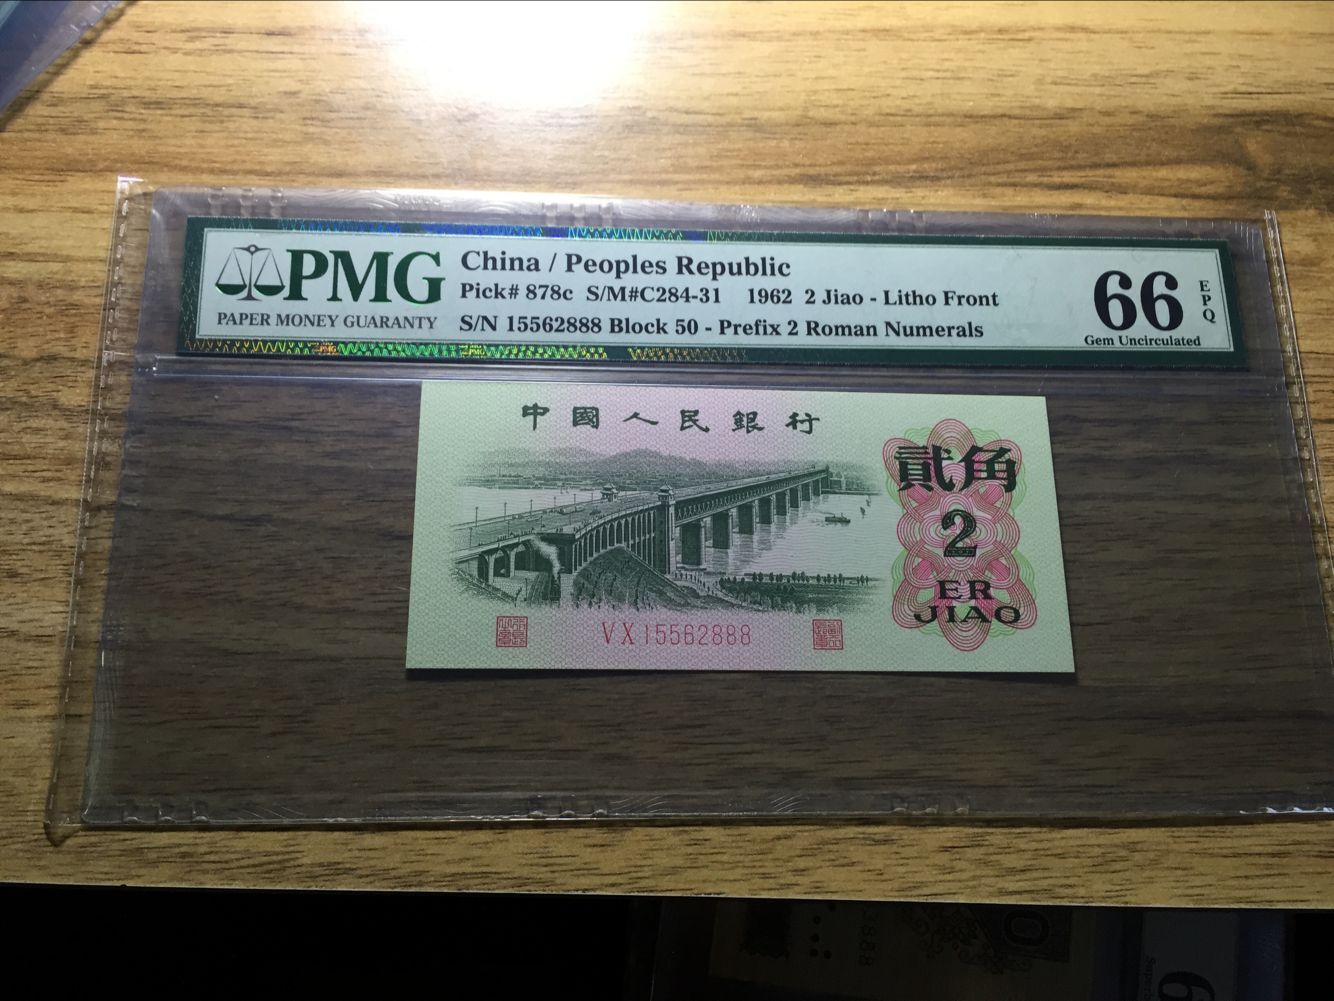 PMG
PAPER MONEY GUARANTY
China / Peoples Republic
Pick# 878c S/M#C284-31 1962 2 Jiao - Litho Front
S/N 15562888 Block 50 - Prefix 2 Roman Numerals
66
EPQ
Gem Uncirculated
中國人民銀行
貳角
2
ER
JIAO
VX15562888
3888